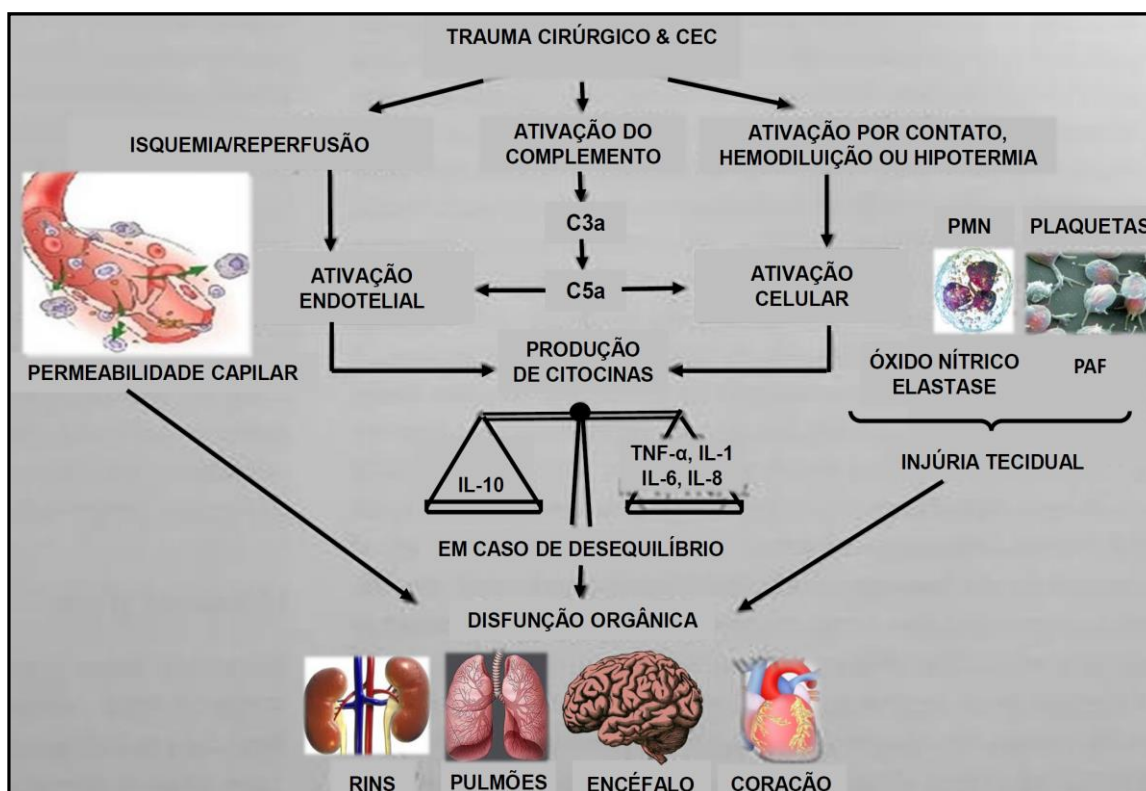 TRAUMA CIRÚRGICO & CEC
ISQUEMIA/REPERFUSÃO
ATIVAÇÃO DO
COMPLEMENTO
ATIVAÇÃO POR CONTATO,
HEMODILUIÇÃO OU HIPOTERMIA
C3a
PMN
PLAQUETAS
ATIVAÇÃO
ENDOTELIAL
C5a
ATIVAÇÃO
CELULAR
PERMEABILIDADE CAPILAR
PRODUÇÃO
DE CITOCINAS
ÓXIDO NÍTRICO
ELASTASE
PAF
IL-10
TNF-α, IL-1
IL-6, IL-8
INJÚRIA TECIDUAL
EM CASO DE DESEQUILÍBRIO
DISFUNÇÃO ORGÂNICA
RINS
PULMÕES
ENCÉFALO
CORAÇÃO